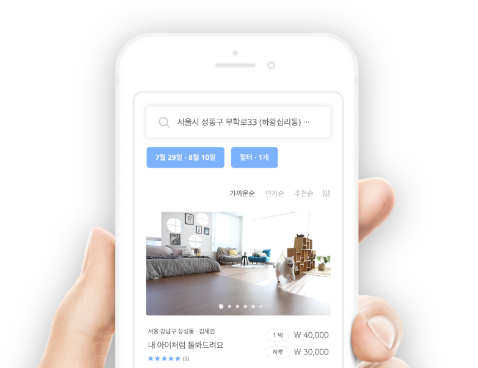 서울시 성동구 무학로33 (하왕십리동) ···
7월 29일 - 8월 10일
필터 · 1개
가까운순 인기순 추천순
서울 강남구 삼성동 · 김세연
내 아이처럼 돌봐드려요
1 박 ₩ 40,000
하루 ₩ 30,000